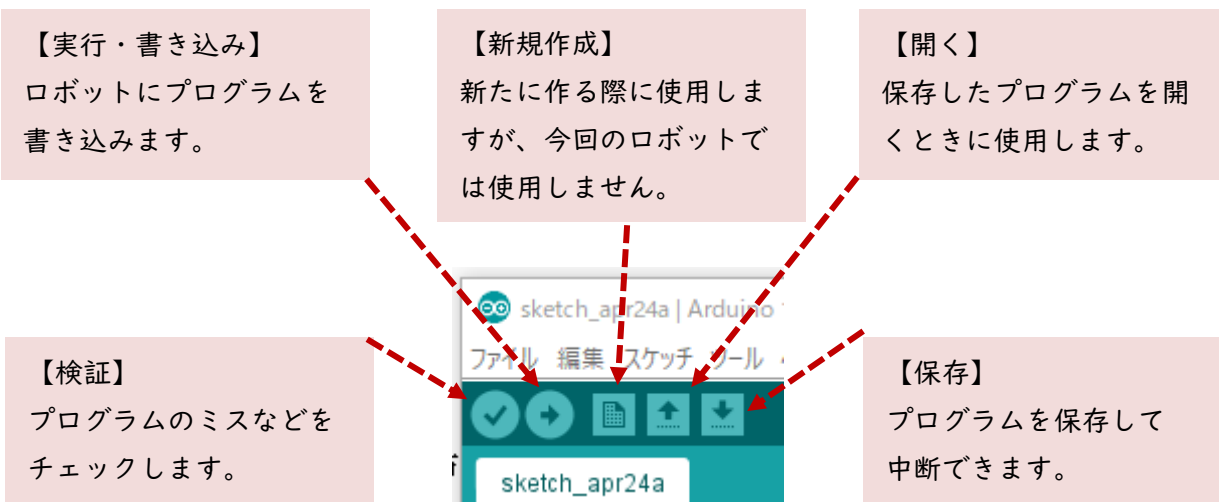 【実行・書き込み】
ロボットにプログラムを
書き込みます。
【新規作成】
新たに作る際に使用しま
すが、今回のロボットで
は使用しません。
【開く】
保存したプログラムを開
くときに使用します。
sketch_apr24a | Arduino
ファイル 編集 スケッチ ツール
sketch_apr24a
【検証】
プログラムのミスなどを
チェックします。
【保存】
プログラムを保存して
中断できます。